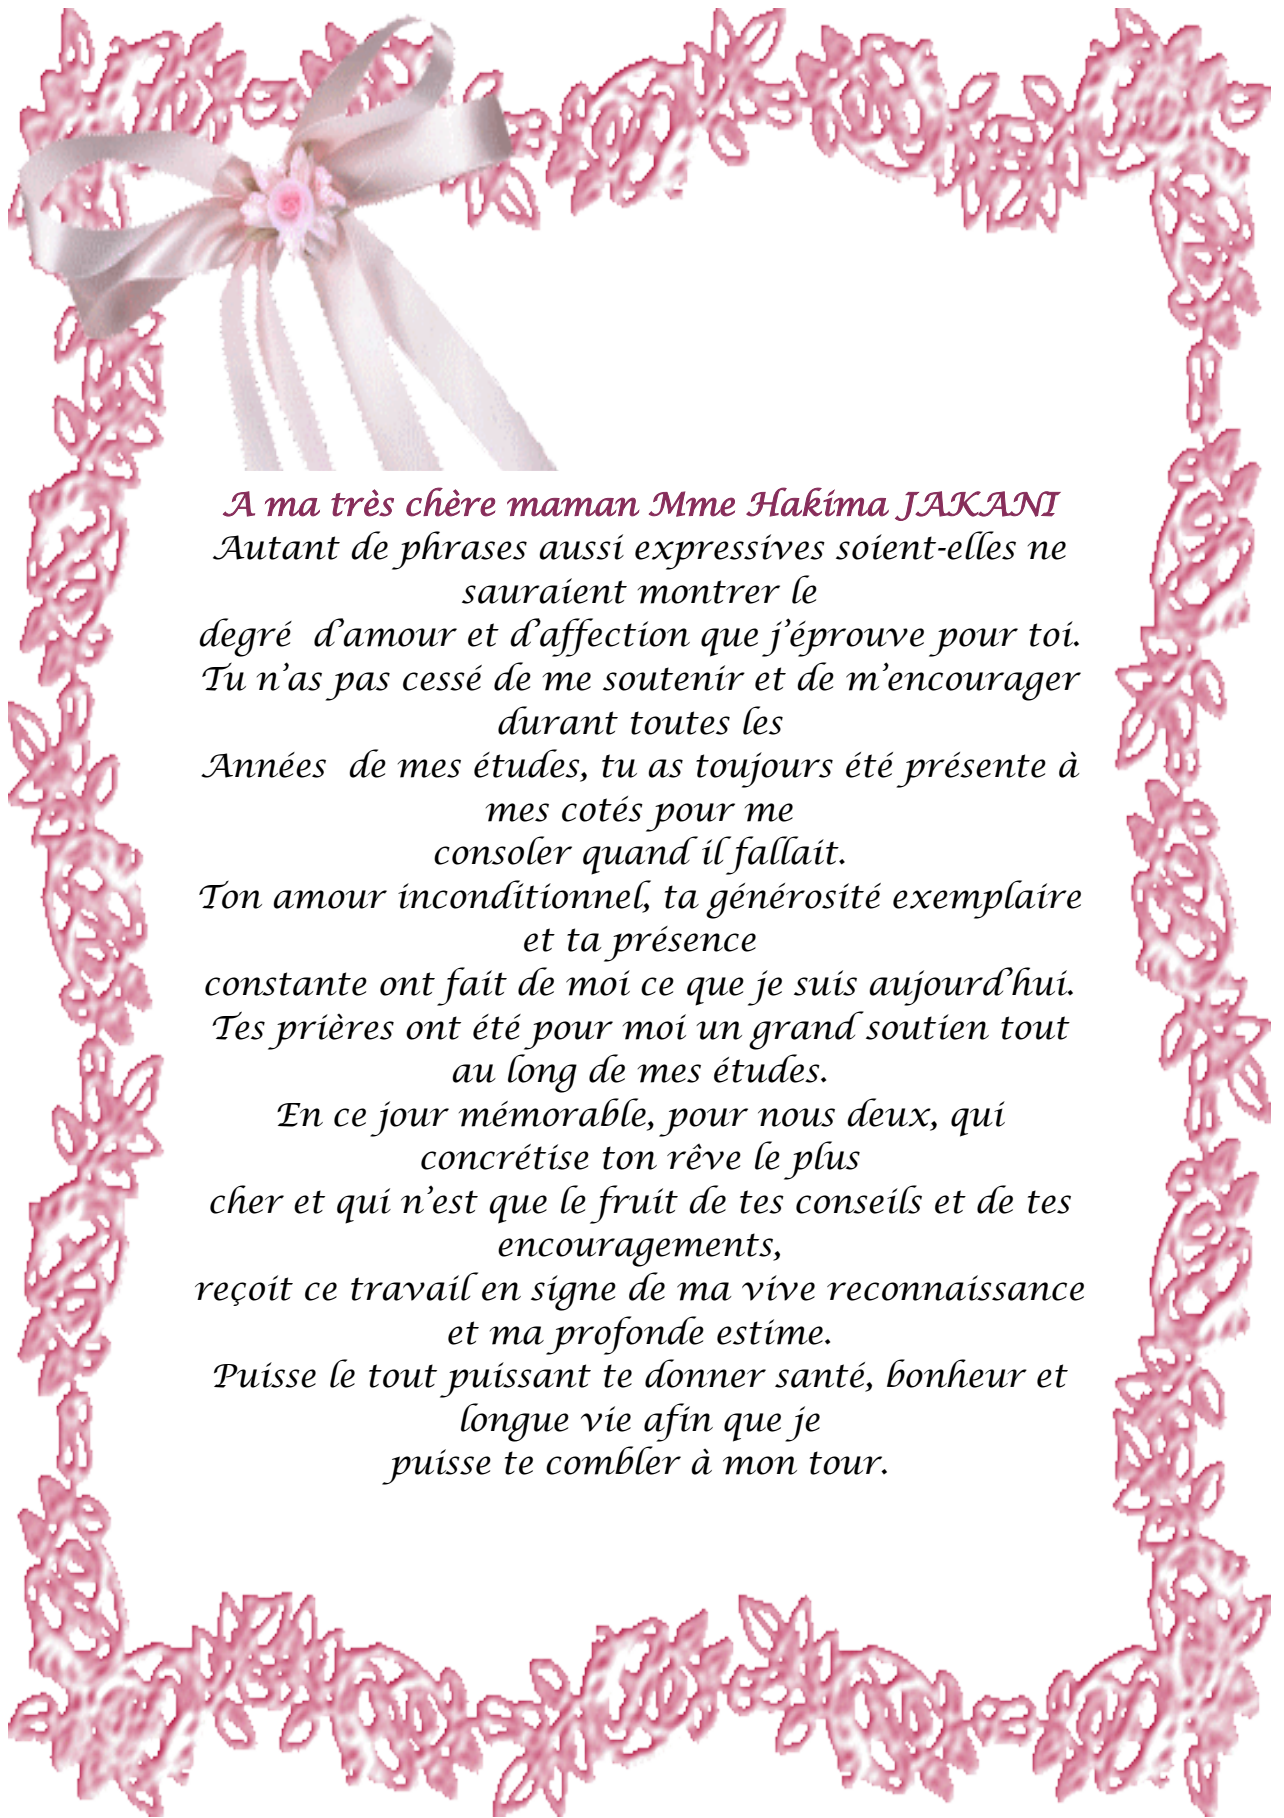 A ma très chère maman Mme Hakima JAKANI
Autant de phrases aussi expressives soient-elles ne
sauraient montrer le
degré  d’amour et d’affection que j’éprouve pour toi.
Tu n’as pas cessé de me soutenir et de m’encourager
durant toutes les
Années  de mes études, tu as toujours été présente à
mes cotés pour me
consoler quand il fallait.
Ton amour inconditionnel, ta générosité exemplaire
et ta présence
constante ont fait de moi ce que je suis aujourd’hui.
Tes prières ont été pour moi un grand soutien tout
au long de mes études.
En ce jour mémorable, pour nous deux, qui
concrétise ton rêve le plus
cher et qui n’est que le fruit de tes conseils et de tes
encouragements,
reçoit ce travail en signe de ma vive reconnaissance
et ma profonde estime.
Puisse le tout puissant te donner santé, bonheur et
longue vie afin que je
puisse te combler à mon tour.